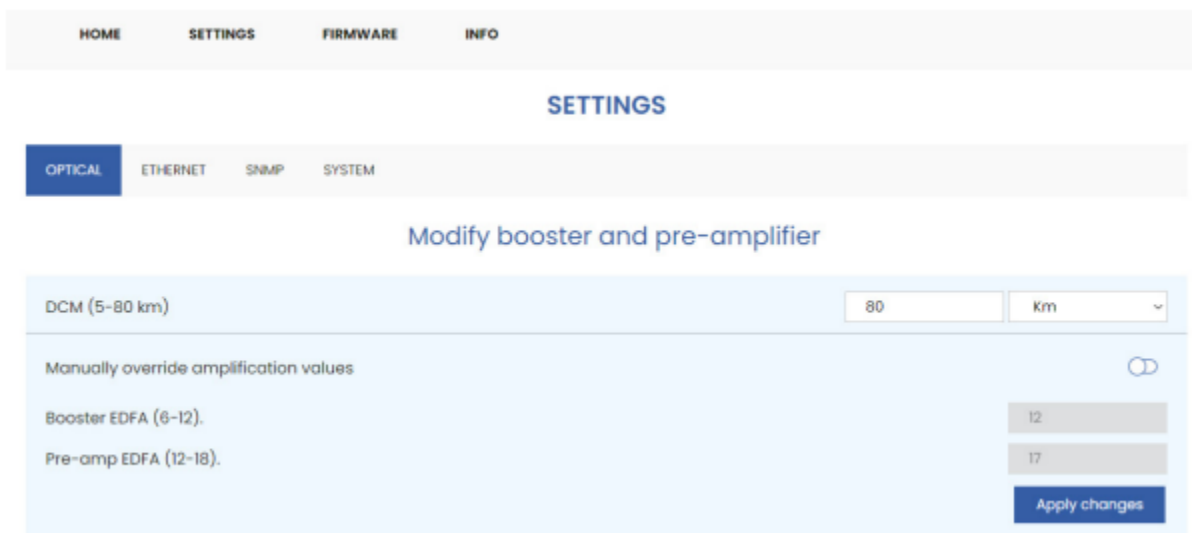 HOME SETTINGS FIRMWARE INFO
SETTINGS
OPTICAL ETHERNET SNMP SYSTEM
Modify booster and pre-amplifier
DCM (5-80 km) 80 Km
Manually override amplification values
Booster EDFA (6-12). 12
Pre-amp EDFA (12-18). 17
Apply changes